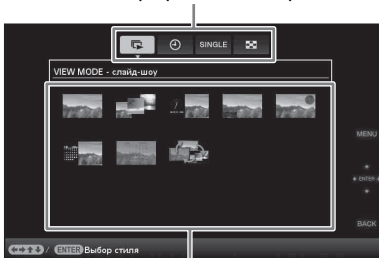 SINGLE
VIEW MODE - слайд-шоу
MENU
ENTER
BACK
/ ENTER Выбор стиля